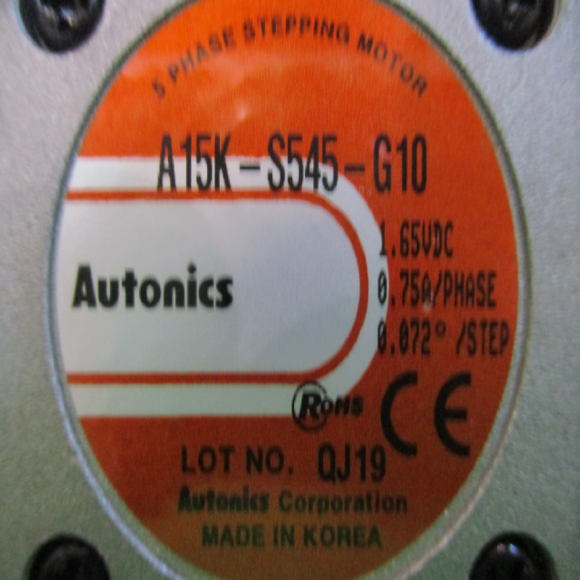 5 PHASE STEPPING MOTOR
A15K-S545-G10
1.65VDC
Autonics
0.75A/PHASE
0.072° /STEP
RoHS
CE
LOT NO. QJ19
Autonics Corporation
MADE IN KOREA